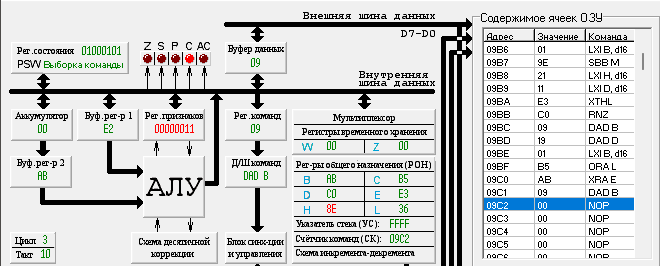 Внешняя шина данных
D7-D0
Z S P C AC
Рег.состояния 01000101
PSW Выборка команды
Буфер данных
09
Внутренняя
шина данных
Аккумулятор
00
Буф.рег-р 1
E2
Рег.признаков
00000011
Рег.команд
09
Мультиплексор
Регистры временного хранения
W 00 Z 00
Буф.рег-р 2
AB
АЛУ
Д/Ш команд
DAD B
Рег-ры общего назначения (РОН)
B AB C B5
D C0 E E3
H 8E L 36
Указатель стека (УС): FFFF
Счётчик команд (СК): 09C2
Схема инкремента-декремента
Цикл 3
Такт 10
Схема десятичной
коррекции
Блок синх-ции
и управления
Содержимое ячеек ОЗУ
Адрес Значение Команда
09B6 01 LXI B, d16
09B7 9E SBB M
09B8 21 LXI H, d16
09B9 11 LXI D, d16
09BA E3 XTHL
09BB C0 RNZ
09BC 09 DAD B
09BD 19 DAD D
09BE 01 LXI B, d16
09BF B5 ORA L
09C0 AB XRA E
09C1 09 DAD B
09C2 00 NOP
09C3 00 NOP
09C4 00 NOP
09C5 00 NOP